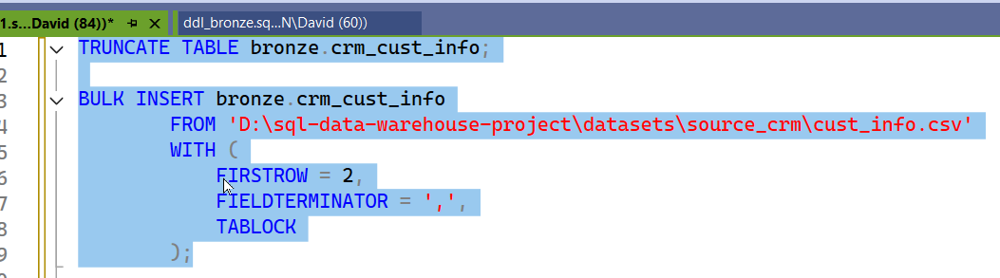 1.s...David (84))* ddl_bronze.sq...N\David (60))
1 TRUNCATE TABLE bronze.crm_cust_info;
2
3 BULK INSERT bronze.crm_cust_info
4 FROM 'D:\sql-data-warehouse-project\datasets\source_crm\cust_info.csv'
5 WITH (
6 FIRSTROW = 2,
7 FIELDTERMINATOR = ',',
8 TABLOCK
9 );